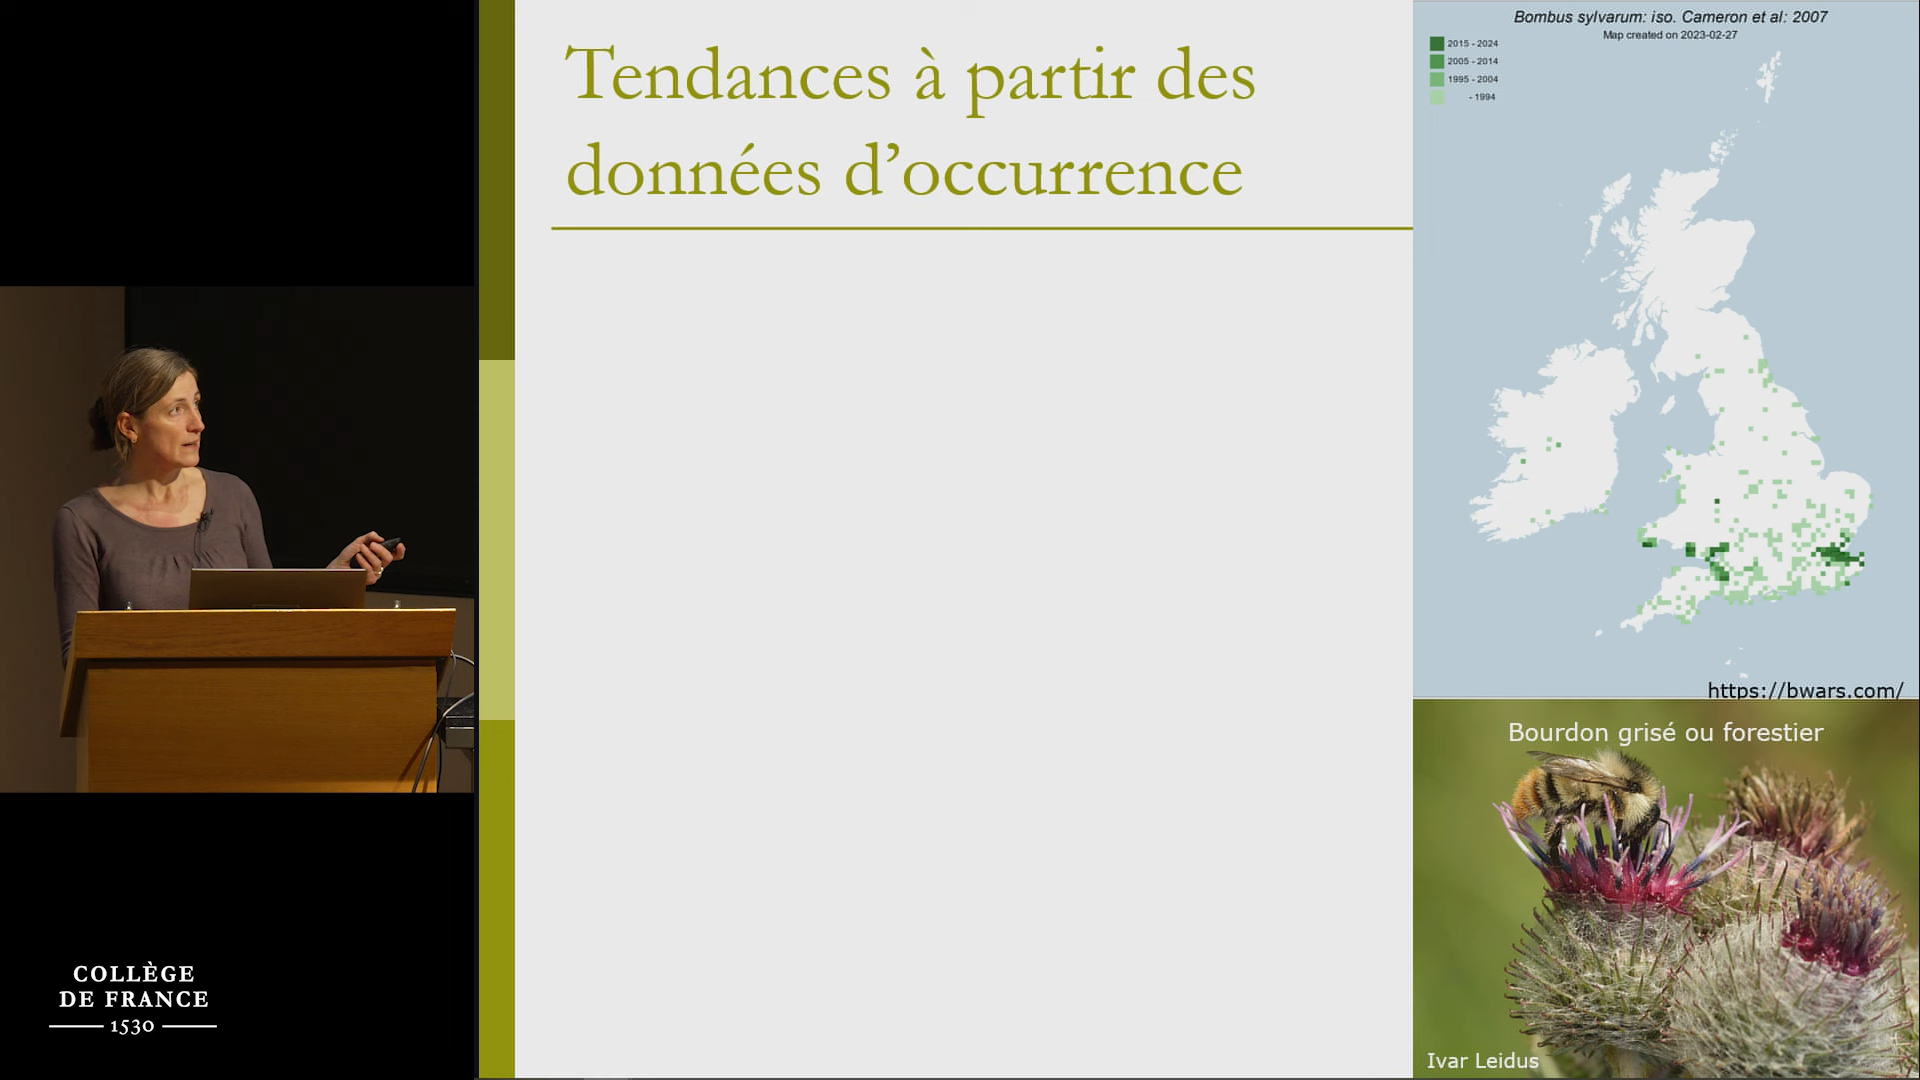 Tendances à partir des
données d’occurrence
Bombus sylvarum: iso. Cameron et al: 2007
Map created on 2023-02-27
2015 - 2024
2005 - 2014
1995 - 2004
- 1994
https://bwars.com/
Bourdon grisé ou forestier
Ivar Leidus
COLLÈGE
DE FRANCE
1530